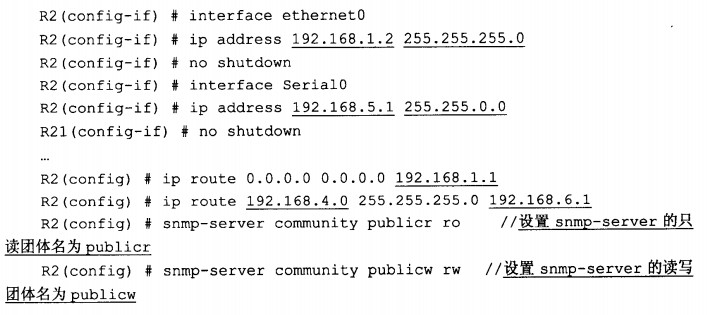 R2(config-if) # interface ethernet0
R2(config-if) # ip address 192.168.1.2 255.255.255.0
R2(config-if) # no shutdown
R2(config-if) # interface Serial0
R2(config-if) # ip address 192.168.5.1 255.255.0.0
R21(config-if) # no shutdown
…
R2(config) # ip route 0.0.0.0 0.0.0.0 192.168.1.1
R2(config) # ip route 192.168.4.0 255.255.255.0 192.168.6.1
R2(config) # snmp-server community publicr ro //设置 snmp-server 的只
读团体名为 publicr
R2(config) # snmp-server community publicw rw //设置 snmp-server 的读写
团体名为 publicw